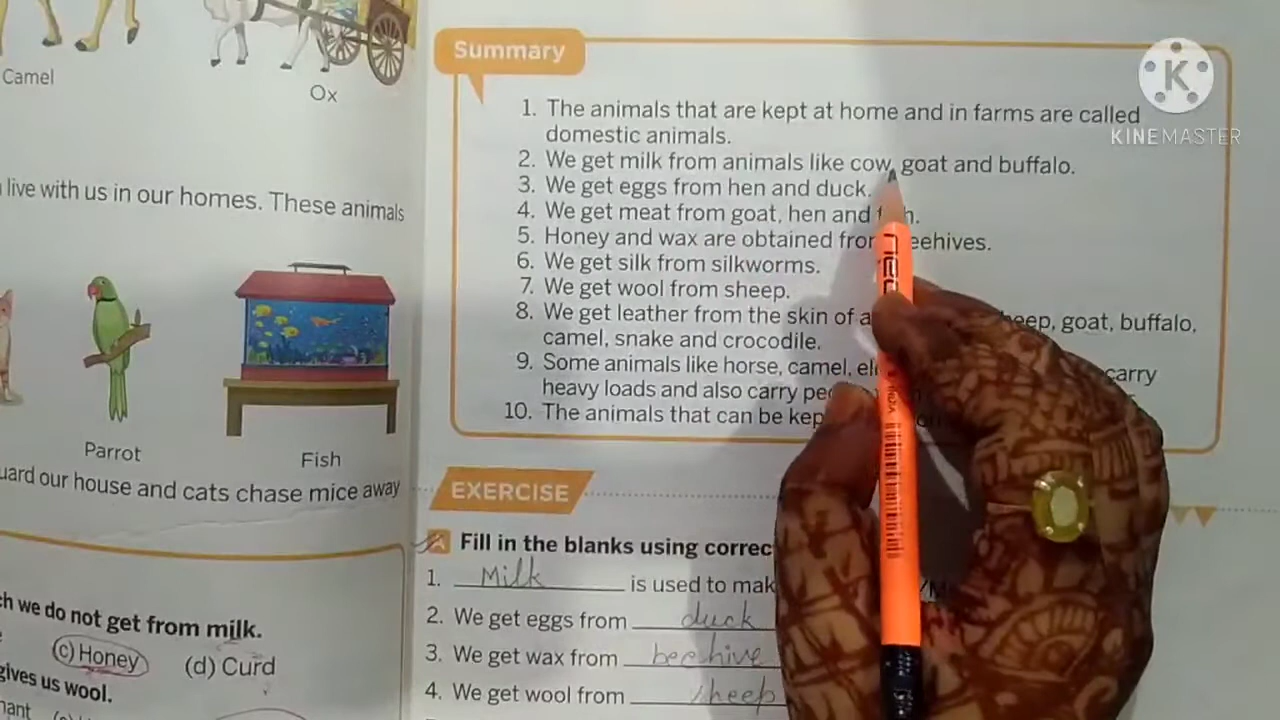 Camel
Ox
live with us in our homes. These animals
Parrot
Fish
uard our house and cats chase mice away
ch we do not get from milk.
(c) Honey (d) Curd
gives us wool.
Summary
1. The animals that are kept at home and in farms are called
domestic animals.
2. We get milk from animals like cow, goat and buffalo.
3. We get eggs from hen and duck.
4. We get meat from goat, hen and
5. Honey and wax are obtained
6. We get silk from silkworms.
7. We get wool from sheep.
8. We get leather from the skin of goat, buffalo,
camel, snake and crocodile.
9. Some animals like horse, camel, carry
heavy loads and also carry
10. The animals that can be
EXERCISE
A Fill in the blanks using
1. Milk is used to
2. We get eggs from duck
3. We get wax from beehive
4. We get wool from sheep
K
KINEMASTER